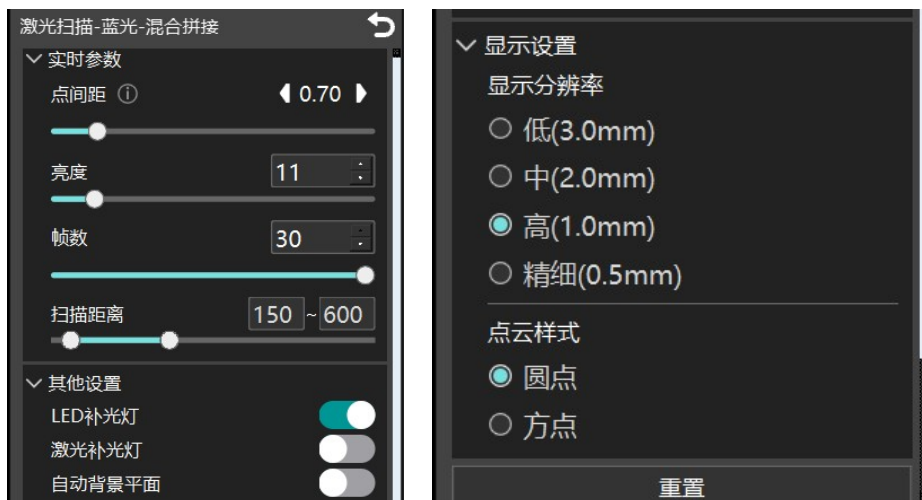 激光扫描-蓝光-混合拼接
实时参数
点间距
0.70
亮度
11
帧数
30
扫描距离
150 ~ 600
其他设置
LED补光灯
激光补光灯
自动背景平面
显示设置
显示分辨率
低(3.0mm)
中(2.0mm)
高(1.0mm)
精细(0.5mm)
点云样式
圆点
方点
重置